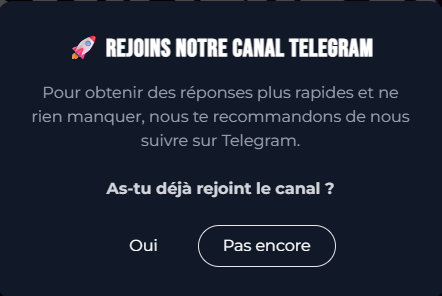 🚀 REJOINS NOTRE CANAL TELEGRAM
Pour obtenir des réponses plus rapides et ne
rien manquer, nous te recommandons de nous
suivre sur Telegram.
As-tu déjà rejoint le canal ?
Oui
Pas encore